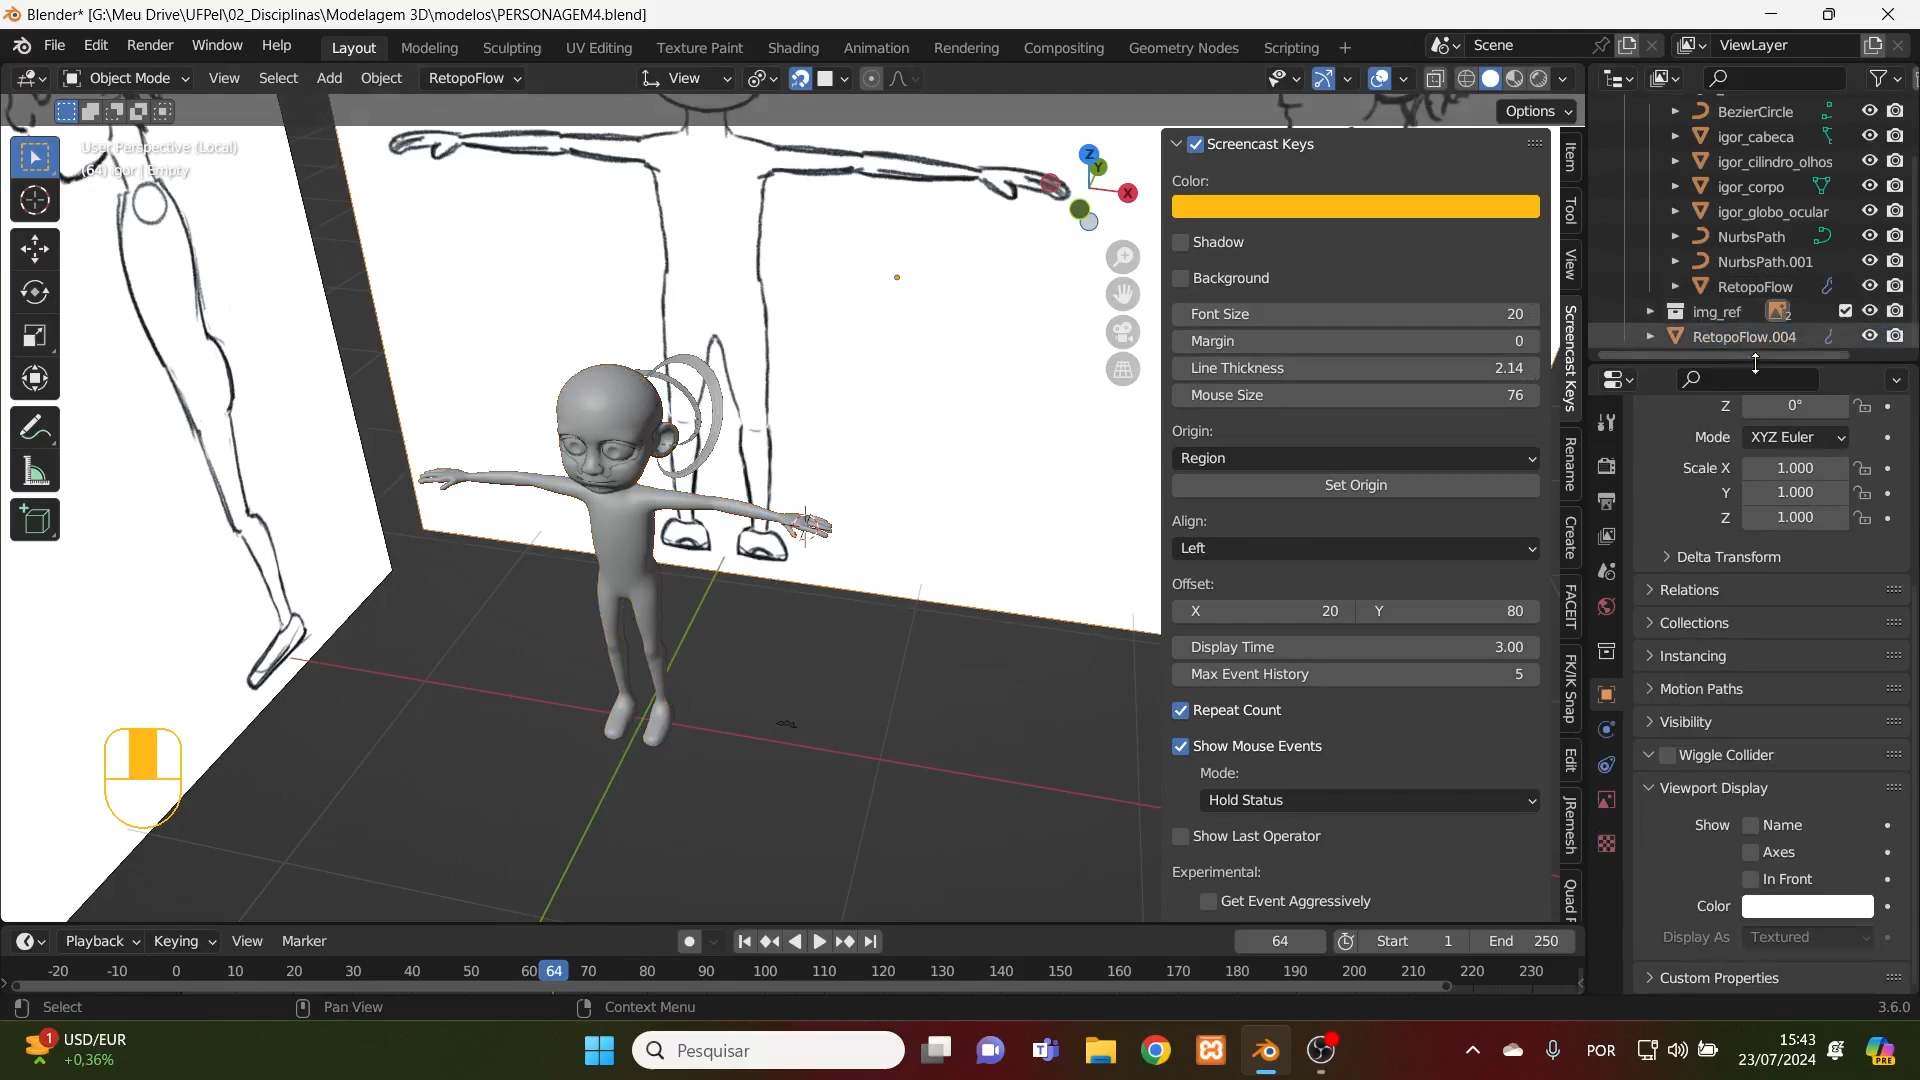 Blender* [G:\Meu Drive\UFPel\02_Disciplinas\Modelagem 3D\modelos\PERSONAGEM4.blend]
File Edit Render Window Help Layout Modeling Sculpting UV Editing Texture Paint Shading Animation Rendering Compositing Geometry Nodes Scripting + Scene ViewLayer
Object Mode View Select Add Object RetopoFlow View
Options
User Perspective (Local)
(64) igor | Empty
Z
Y
X
Screencast Keys
Color:
Shadow
Background
Font Size 20
Margin 0
Line Thickness 2.14
Mouse Size 76
Origin:
Region
Set Origin
Align:
Left
Offset:
X 20 Y 80
Display Time 3.00
Max Event History 5
Repeat Count
Show Mouse Events
Mode:
Hold Status
Show Last Operator
Experimental:
Get Event Aggressively
Item
Tool
View
Screencast Keys
Rename
Create
FACEIT
FK/IK Snap
Edit
JRemesh
Quad F
BezierCircle
igor_cabeca
igor_cilindro_olhos
igor_corpo
igor_globo_ocular
NurbsPath
NurbsPath.001
RetopoFlow
img_ref 2
RetopoFlow.004
Z 0°
Mode XYZ Euler
Scale X 1.000
Y 1.000
Z 1.000
Delta Transform
Relations
Collections
Instancing
Motion Paths
Visibility
Wiggle Collider
Viewport Display
Show Name
Axes
In Front
Color
Display As Textured
Custom Properties
Playback Keying View Marker 64 Start 1 End 250
-20 -10 0 10 20 30 40 50 60 64 70 80 90 100 110 120 130 140 150 160 170 180 190 200 210 220 230
Select Pan View Context Menu 3.6.0
1 USD/EUR
+0,36%
Pesquisar
POR
15:43
23/07/2024
PRE